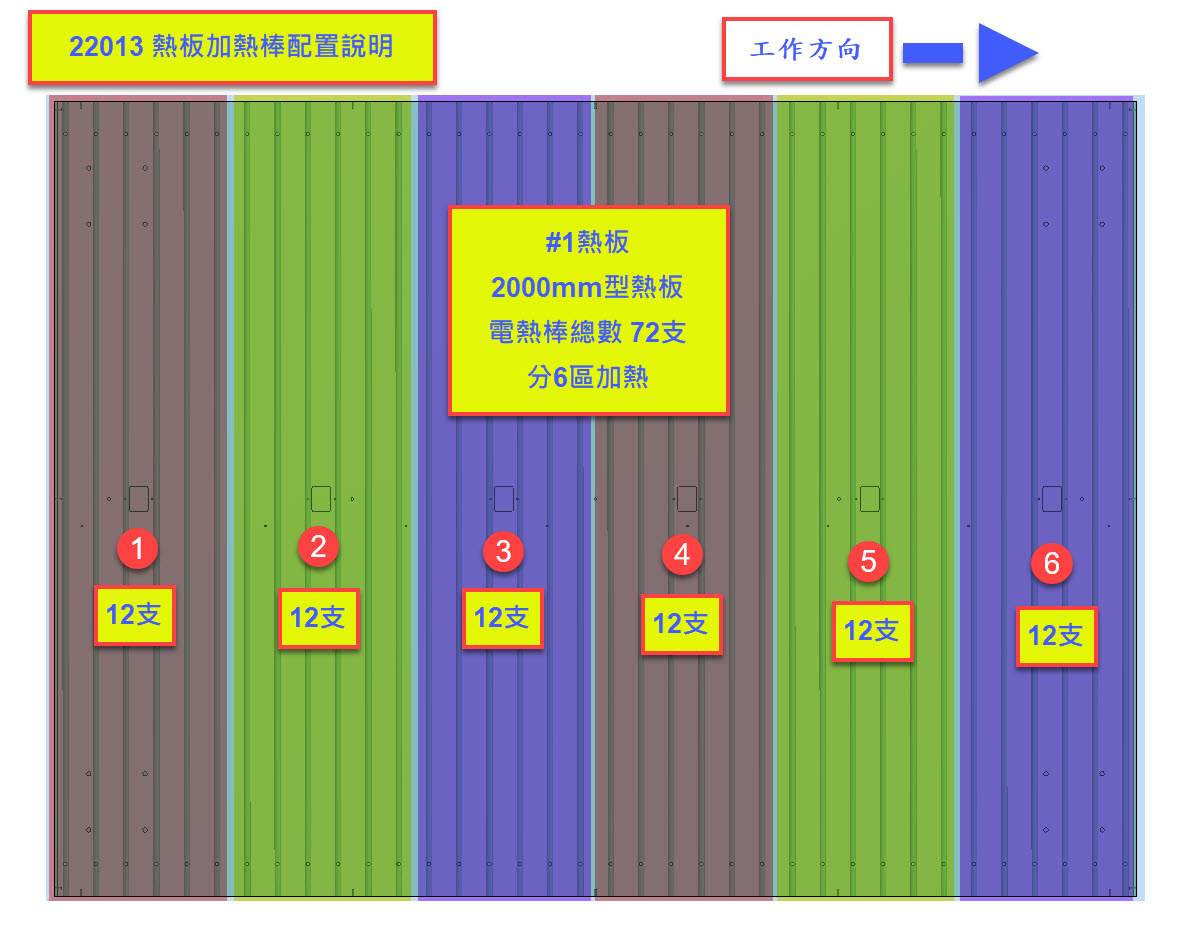 22013 熱板加熱棒配置說明
工作方向
#1熱板
2000mm型熱板
電熱棒總數 72支
分6區加熱
1
2
3
4
5
6
12支
12支
12支
12支
12支
12支